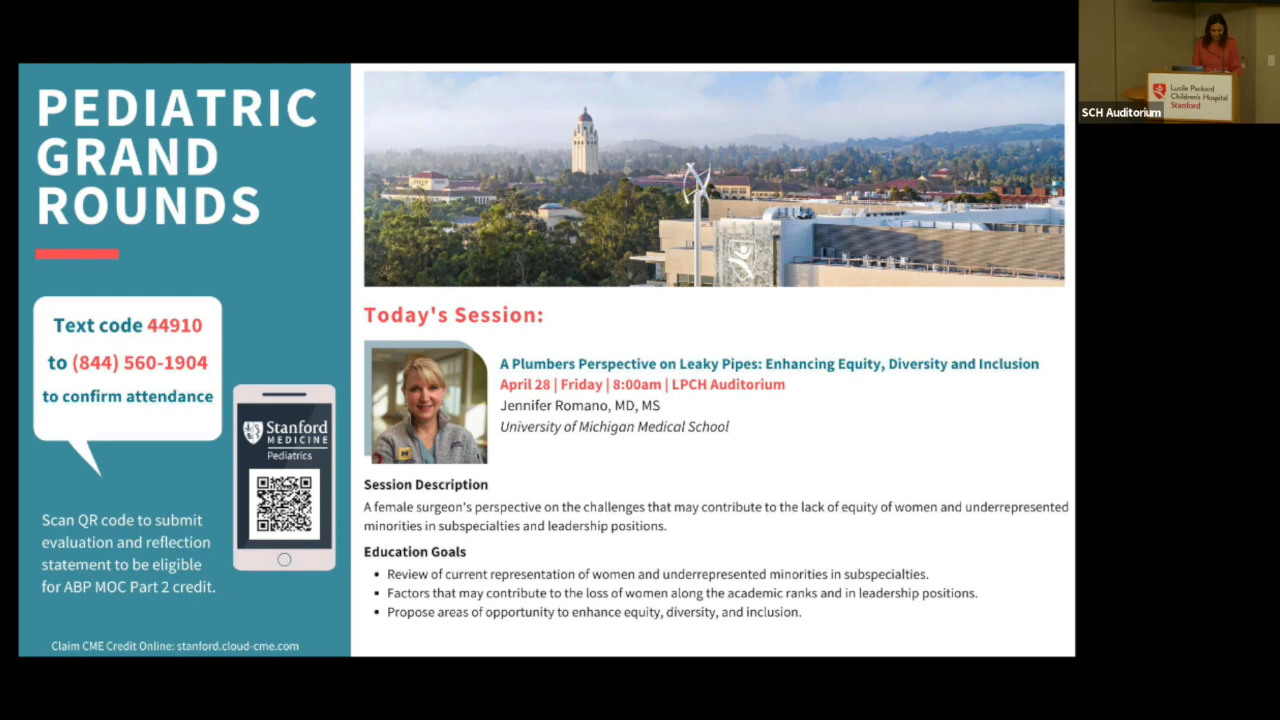 PEDIATRIC
GRAND
ROUNDS
Text code 44910
to (844) 560-1904
to confirm attendance
Stanford
MEDICINE
Pediatrics
Scan QR code to submit
evaluation and reflection
statement to be eligible
for ABP MOC Part 2 credit.
Claim CME Credit Online: stanford.cloud-cme.com
Today's Session:
A Plumbers Perspective on Leaky Pipes: Enhancing Equity, Diversity and Inclusion
April 28 | Friday | 8:00am | LPCH Auditorium
Jennifer Romano, MD, MS
University of Michigan Medical School
Session Description
A female surgeon's perspective on the challenges that may contribute to the lack of equity of women and underrepresented
minorities in subspecialties and leadership positions.
Education Goals
• Review of current representation of women and underrepresented minorities in subspecialties.
• Factors that may contribute to the loss of women along the academic ranks and in leadership positions.
• Propose areas of opportunity to enhance equity, diversity, and inclusion.
Lucile Packard
Children's Hospital
Stanford
SCH Auditorium